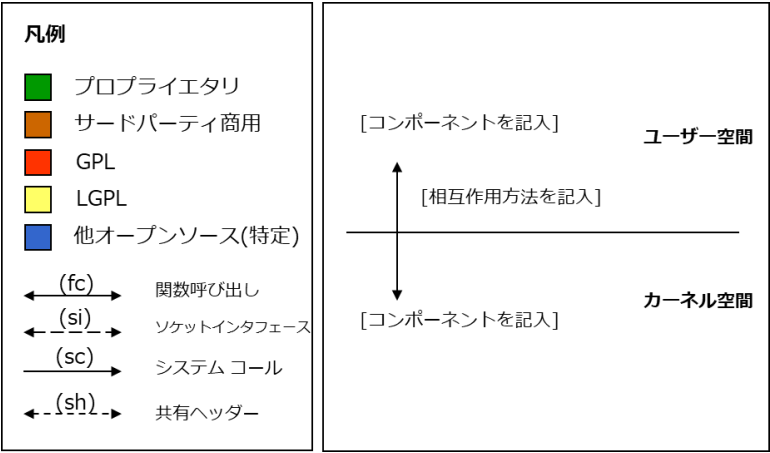 凡例
プロプライエタリ
サードパーティ商用
GPL
LGPL
他オープンソース(特定)
(fc) 関数呼び出し
(si) ソケットインタフェース
(sc) システム コール
(sh) 共有ヘッダー
[コンポーネントを記入]
ユーザー空間
[相互作用方法を記入]
カーネル空間
[コンポーネントを記入]